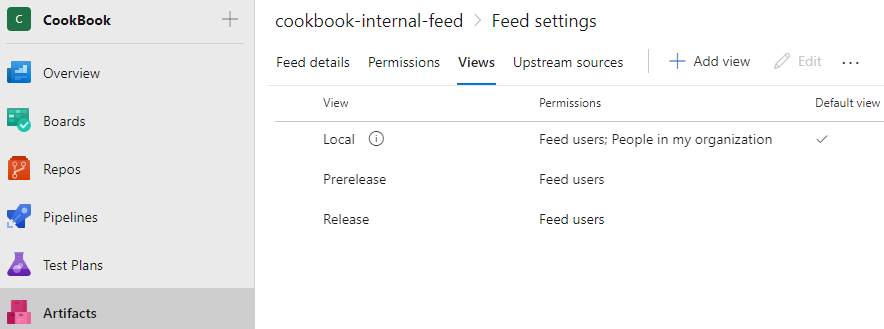 C CookBook
cookbook-internal-feed > Feed settings
Overview
Boards
Repos
Pipelines
Test Plans
Artifacts
Feed details Permissions Views Upstream sources Add view Edit ...
View Permissions Default view
Local Feed users; People in my organization
Prerelease Feed users
Release Feed users